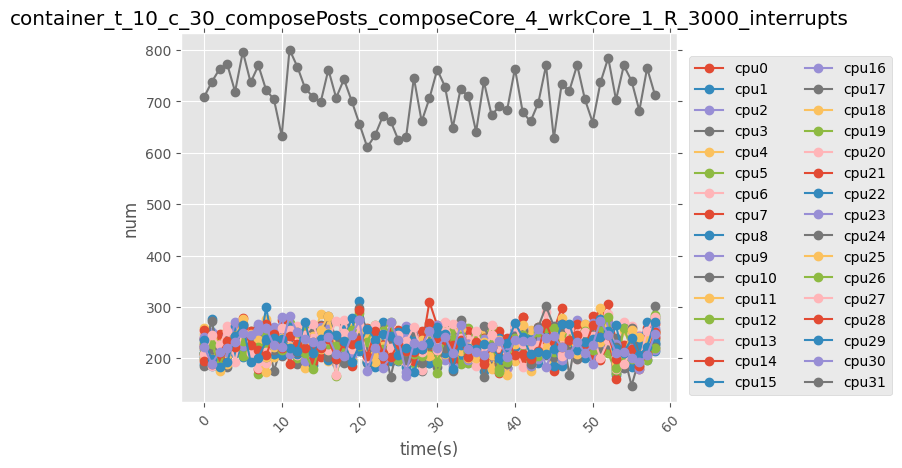 container_t_10_c_30_composePosts_composeCore_4_wrkCore_1_R_3000_interrupts
800
700
600
500
400
300
200
num
0
10
20
30
40
50
60
time(s)
cpu0
cpu1
cpu2
cpu3
cpu4
cpu5
cpu6
cpu7
cpu8
cpu9
cpu10
cpu11
cpu12
cpu13
cpu14
cpu15
cpu16
cpu17
cpu18
cpu19
cpu20
cpu21
cpu22
cpu23
cpu24
cpu25
cpu26
cpu27
cpu28
cpu29
cpu30
cpu31